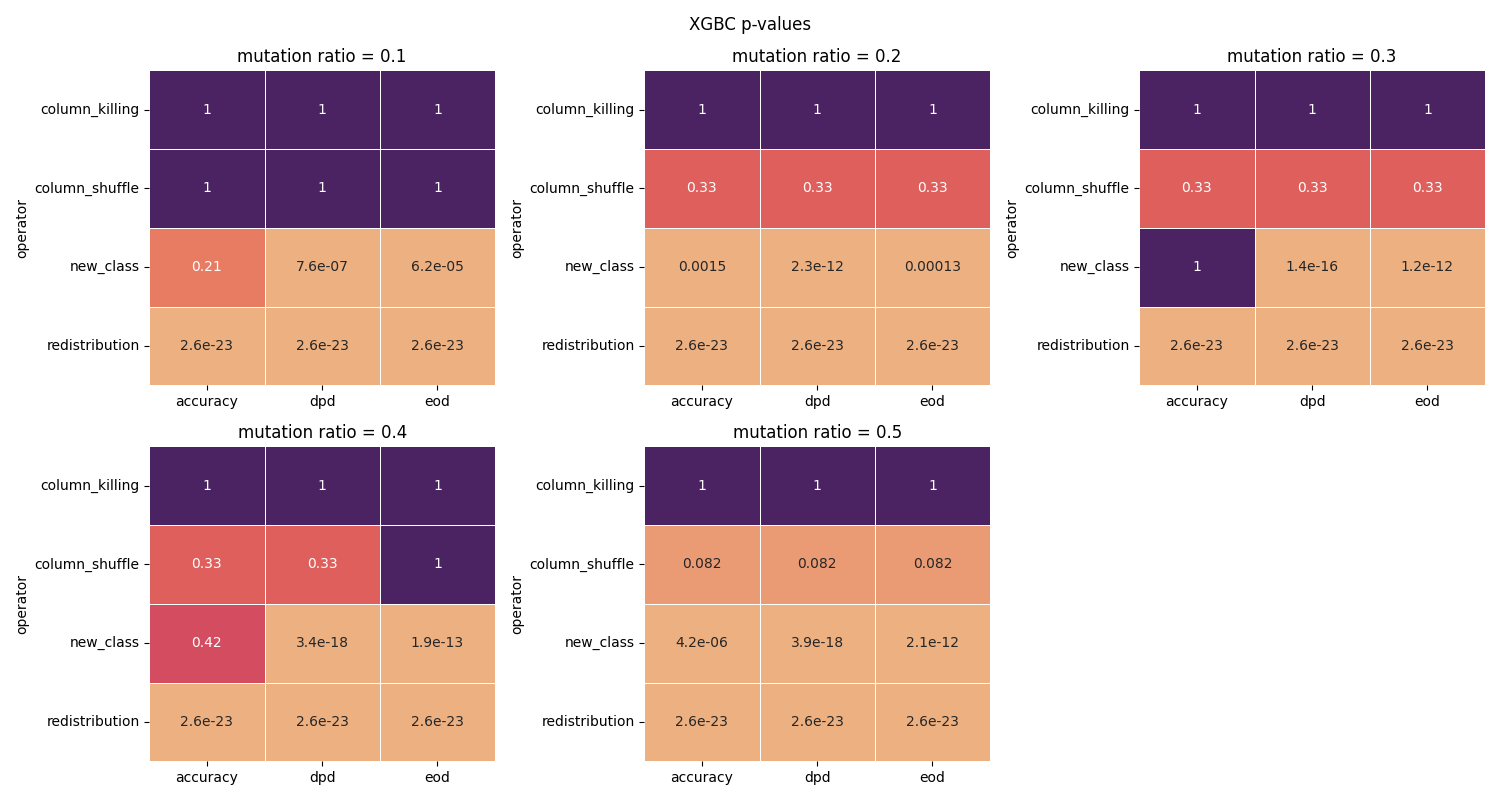 XGBC p-values
mutation ratio = 0.1
operator
column_killing 1 1 1
column_shuffle 1 1 1
new_class 0.21 7.6e-07 6.2e-05
redistribution 2.6e-23 2.6e-23 2.6e-23
accuracy dpd eod
mutation ratio = 0.2
operator
column_killing 1 1 1
column_shuffle 0.33 0.33 0.33
new_class 0.0015 2.3e-12 0.00013
redistribution 2.6e-23 2.6e-23 2.6e-23
accuracy dpd eod
mutation ratio = 0.3
operator
column_killing 1 1 1
column_shuffle 0.33 0.33 0.33
new_class 1 1.4e-16 1.2e-12
redistribution 2.6e-23 2.6e-23 2.6e-23
accuracy dpd eod
mutation ratio = 0.4
operator
column_killing 1 1 1
column_shuffle 0.33 0.33 1
new_class 0.42 3.4e-18 1.9e-13
redistribution 2.6e-23 2.6e-23 2.6e-23
accuracy dpd eod
mutation ratio = 0.5
operator
column_killing 1 1 1
column_shuffle 0.082 0.082 0.082
new_class 4.2e-06 3.9e-18 2.1e-12
redistribution 2.6e-23 2.6e-23 2.6e-23
accuracy dpd eod